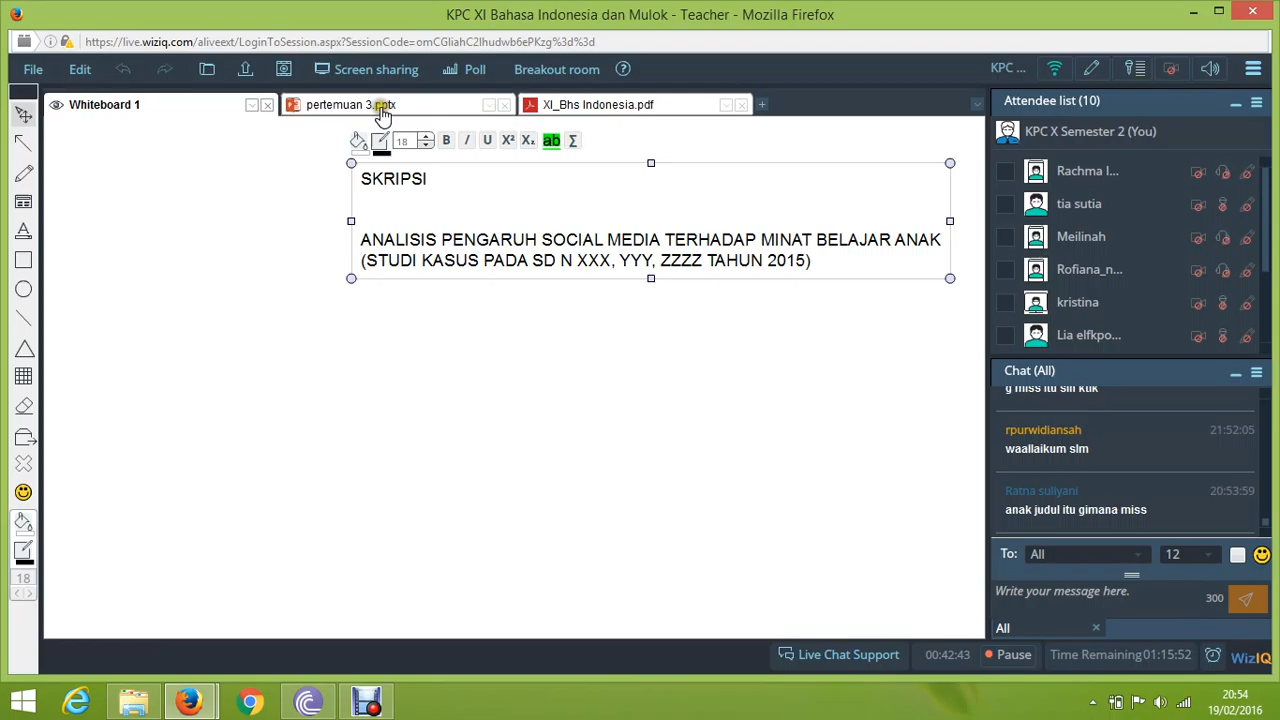 KPC XI Bahasa Indonesia dan Mulok - Teacher - Mozilla Firefox
https://live.wiziq.com/aliveext/LoginToSession.aspx?SessionCode=omCGIiahC2Ihudwb6ePKzg%3d%3d
File Edit Screen sharing Poll Breakout room KPC ...
Whiteboard 1 pertemuan 3.pptx XI_Bhs Indonesia.pdf
18 B I U X² X₂ ab Σ
SKRIPSI
ANALISIS PENGARUH SOCIAL MEDIA TERHADAP MINAT BELAJAR ANAK
(STUDI KASUS PADA SD N XXX, YYY, ZZZZ TAHUN 2015)
18
Attendee list (10)
KPC X Semester 2 (You)
Rachma I...
tia sutia
Meilinah
Rofiana_n...
kristina
Lia elfkpo...
Chat (All)
rpurwidiansah 21:52:05
waallaikum slm
Ratna suliyani 20:53:59
anak judul itu gimana miss
To: All 12
Write your message here. 300
All
Live Chat Support 00:42:43 Pause Time Remaining 01:15:52 WizIQ
20:54
19/02/2016